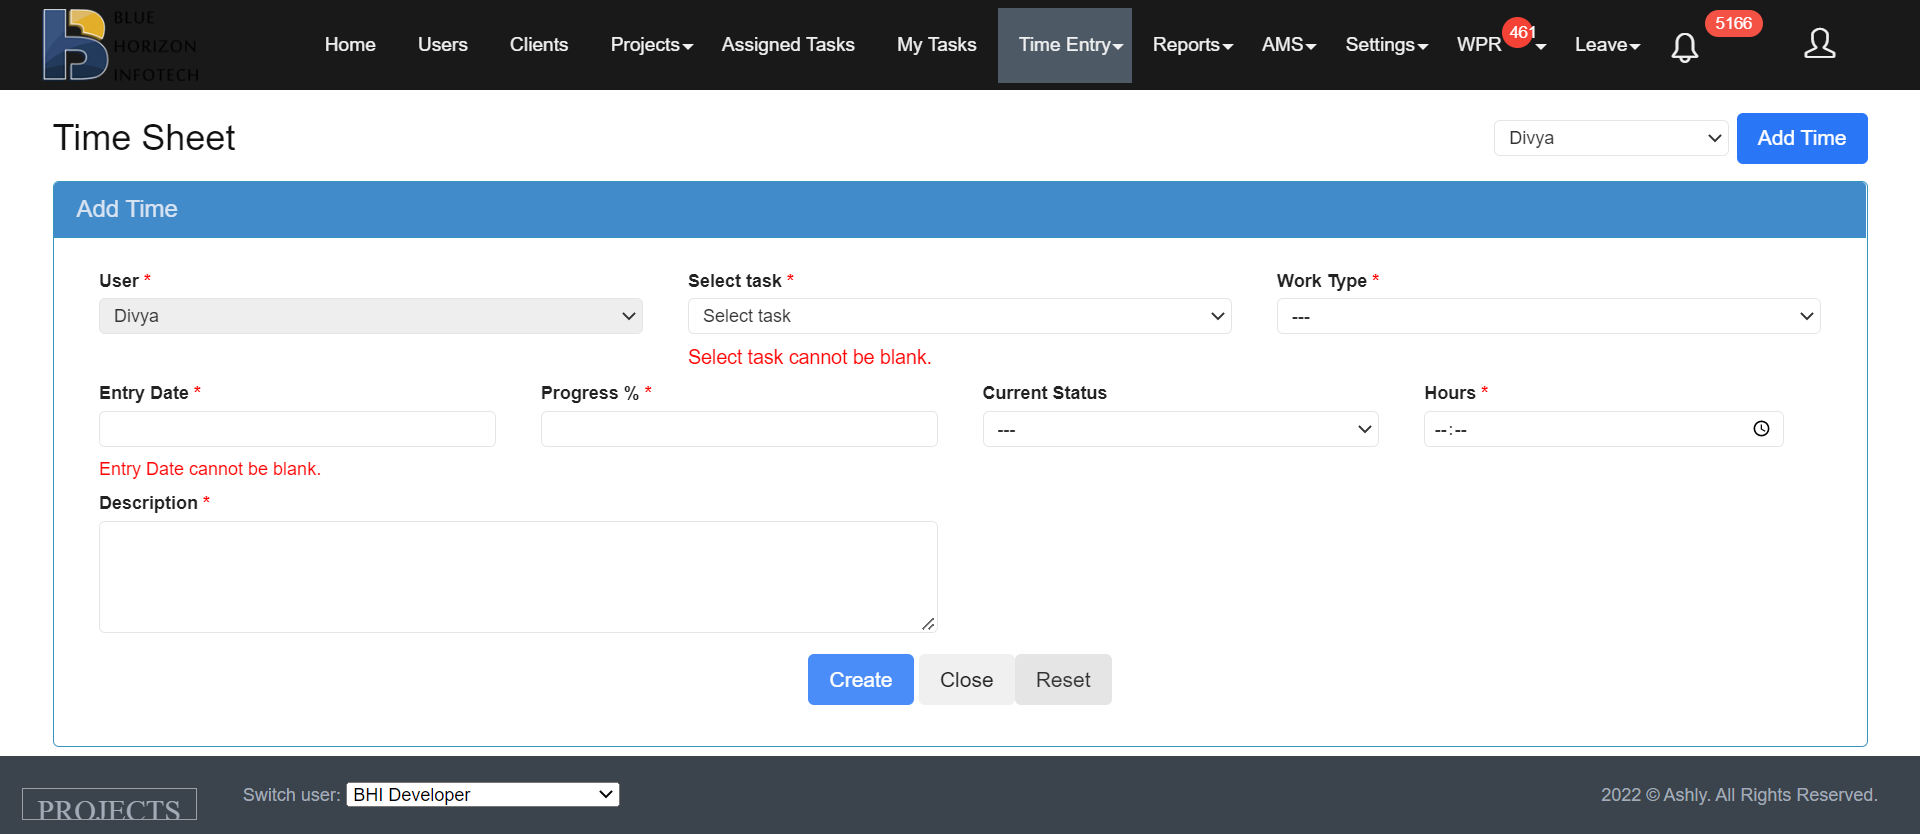 BLUE
HORIZON
INFOTECH
Home Users Clients Projects Assigned Tasks My Tasks Time Entry Reports AMS Settings WPR 461 Leave 5166
Time Sheet
Divya
Add Time
Add Time
User *
Select task *
Work Type *
Divya
Select task
---
Select task cannot be blank.
Entry Date *
Progress % *
Current Status
Hours *
---
--:--
Entry Date cannot be blank.
Description *
Create
Close
Reset
PROJECTS
Switch user: BHI Developer
2022 © Ashly. All Rights Reserved.